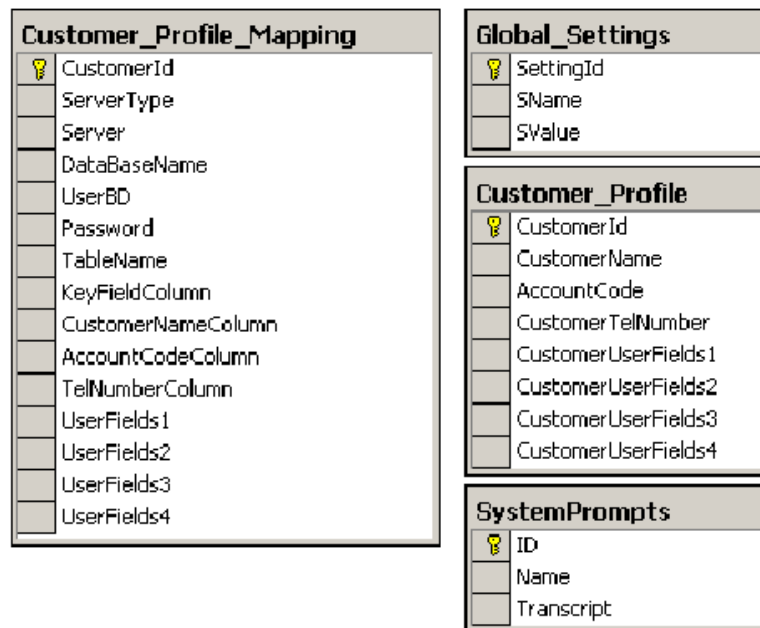 Customer_Profile_Mapping
CustomerId
ServerType
Server
DataBaseName
UserBD
Password
TableName
KeyFieldColumn
CustomerNameColumn
AccountCodeColumn
TelNumberColumn
UserFields1
UserFields2
UserFields3
UserFields4
Global_Settings
SettingId
SName
SValue
Customer_Profile
CustomerId
CustomerName
AccountCode
CustomerTelNumber
CustomerUserFields1
CustomerUserFields2
CustomerUserFields3
CustomerUserFields4
SystemPrompts
ID
Name
Transcript